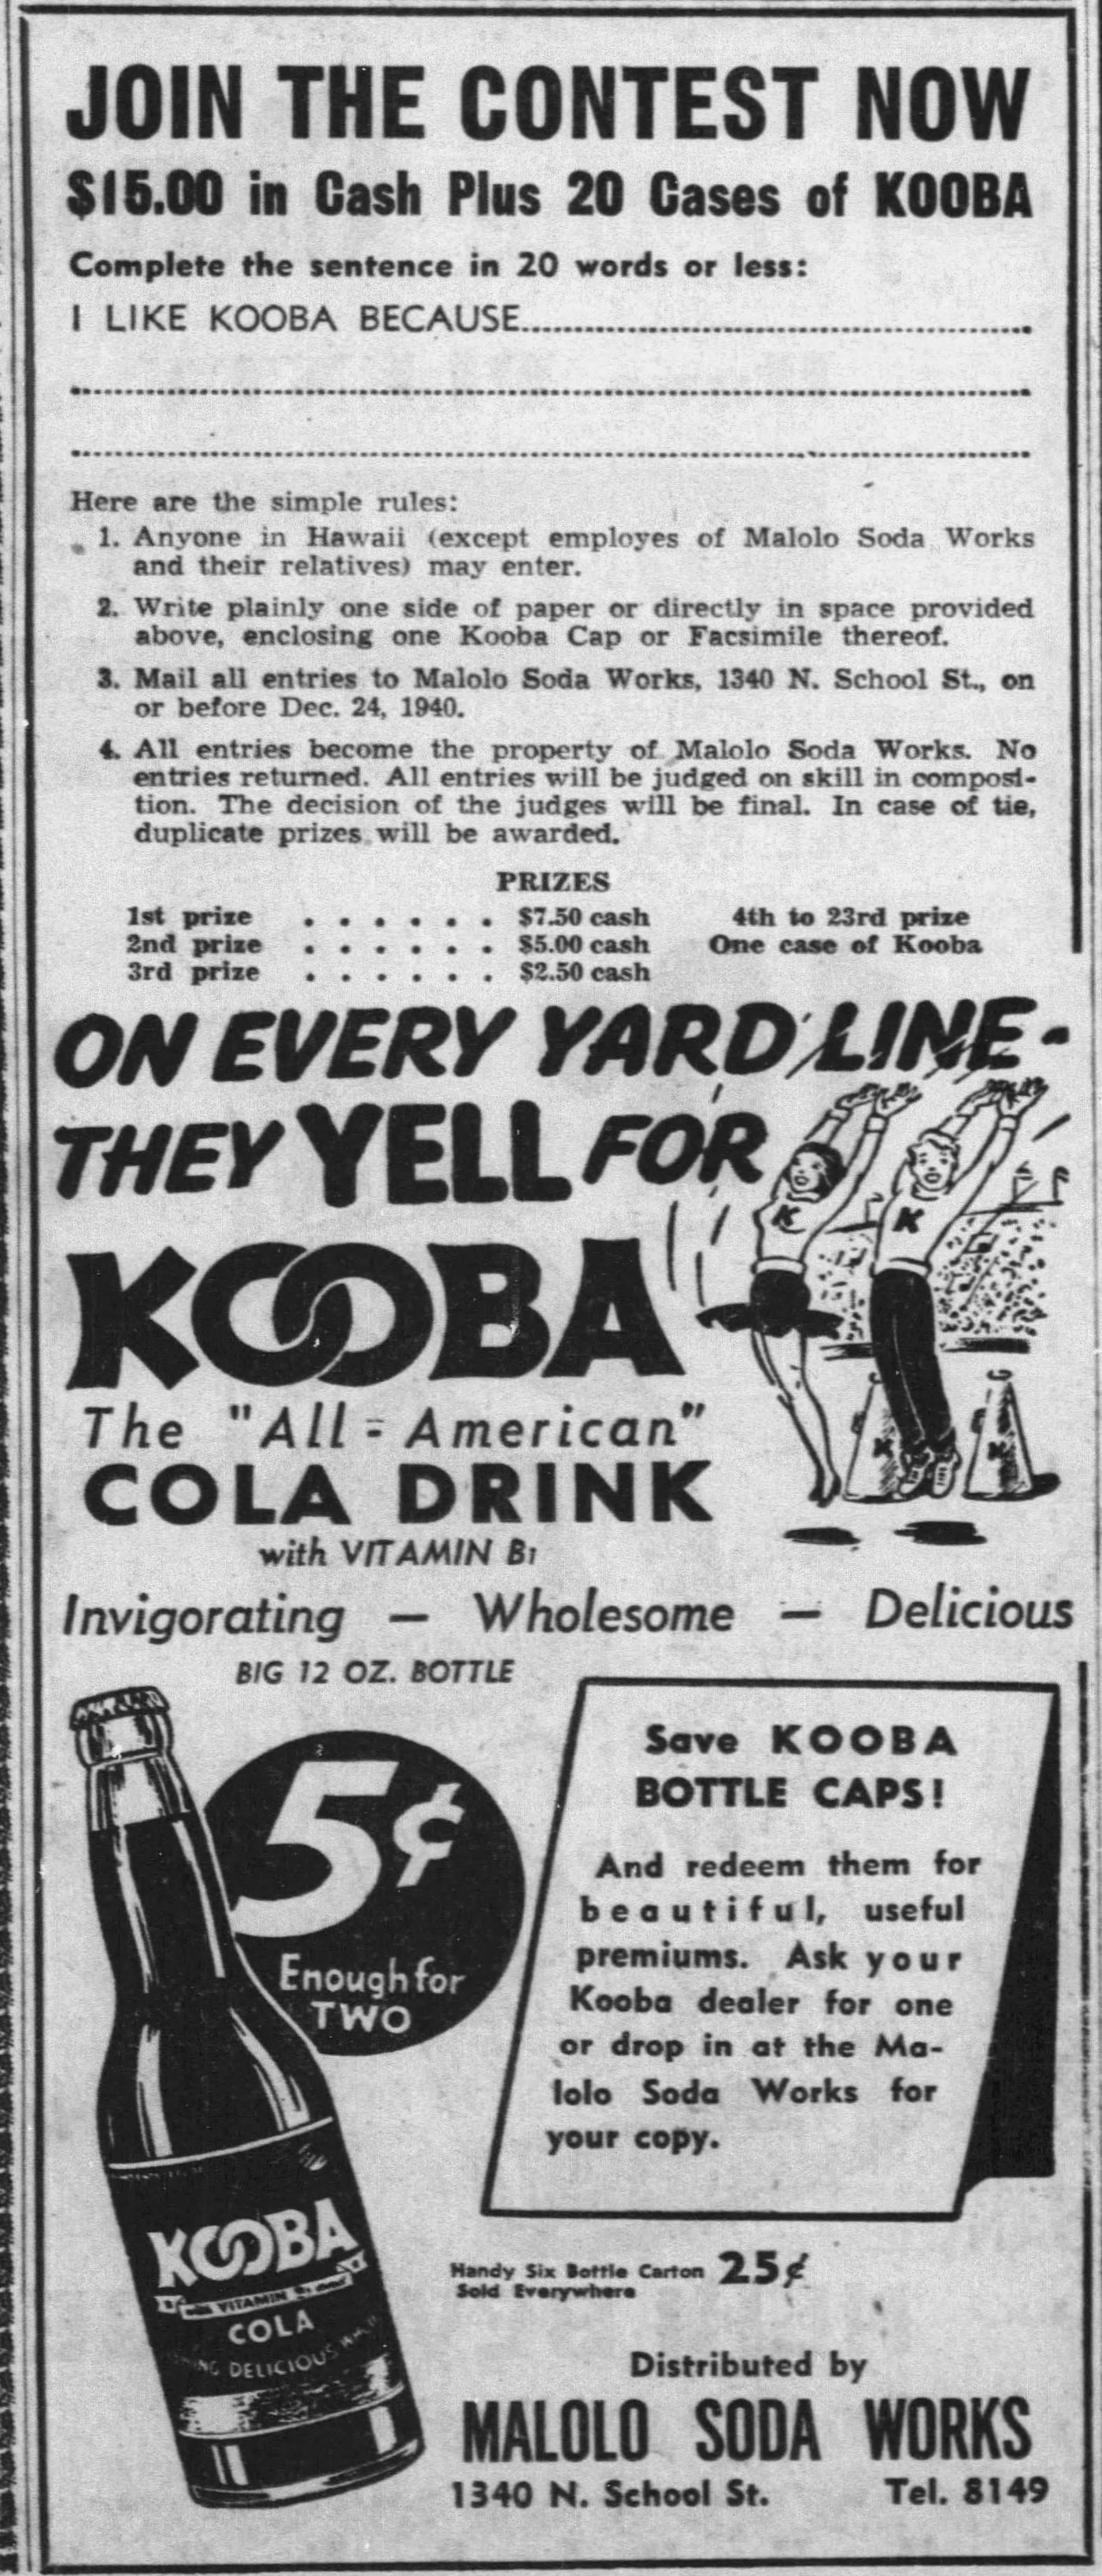 JOIN THE CONTEST NOW
$15.00 in Cash Plus 20 Cases of KOOBA
Complete the sentence in 20 words or less:
I LIKE KOOBA BECAUSE
Here are the simple rules:
1. Anyone in Hawaii (except employes of Malolo Soda Works
and their relatives) may enter.
2. Write plainly one side of paper or directly in space provided
above, enclosing one Kooba Cap or Facsimile thereof.
3. Mail all entries to Malolo Soda Works, 1340 N. School St., on
or before Dec. 24, 1940.
4. All entries become the property of Malolo Soda Works. No
entries returned. All entries will be judged on skill in composi-
tion. The decision of the judges will be final. In case of tie,
duplicate prizes will be awarded.
PRIZES
1st prize . . . . . . $7.50 cash
2nd prize . . . . . . $5.00 cash
3rd prize . . . . . . $2.50 cash
4th to 23rd prize
One case of Kooba
ON EVERY YARD LINE-
THEY YELL FOR
K
K
KOOBA
The "All-American"
COLA DRINK
K
K
with VITAMIN B1
Invigorating — Wholesome — Delicious
BIG 12 OZ. BOTTLE
5¢
Enough for
TWO
Save KOOBA
BOTTLE CAPS!
And redeem them for
beautiful, useful
premiums. Ask your
Kooba dealer for one
or drop in at the Ma-
lolo Soda Works for
your copy.
KOOBA
with VITAMIN B1
COLA
DELICIOUS
Handy Six Bottle Carton 25¢
Sold Everywhere
Distributed by
MALOLO SODA WORKS
1340 N. School St. Tel. 8149